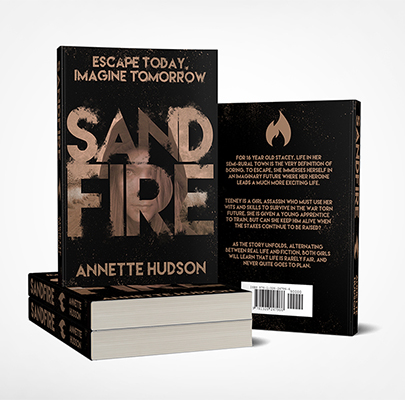 ESCAPE TODAY,
IMAGINE TOMORROW
SAND
FIRE
ANNETTE HUDSON
SANDFIRE
ANNETTE
HUDSON
ANNETTE HUDSON
SANDFIRE
ANNETTE
HUDSON
FOR 16 YEAR OLD STACEY, LIFE IN HER
SEMI-RURAL TOWN IS THE VERY DEFINITION OF
BORING. TO ESCAPE, SHE IMMERSES HERSELF IN
AN IMAGINARY FUTURE WHERE HER HEROINE
LEADS A MUCH MORE EXCITING LIFE.
TEENEY IS A GIRL ASSASSIN WHO MUST USE HER
WITS AND SKILLS TO SURVIVE IN THE WAR TORN
FUTURE. SHE IS GIVEN A YOUNG APPRENTICE
TO TRAIN, BUT CAN SHE KEEP HIM ALIVE WHEN
THE STAKES CONTINUE TO BE RAISED?
AS THE STORY UNFOLDS, ALTERNATING
BETWEEN REAL LIFE AND FICTION, BOTH GIRLS
WILL LEARN THAT LIFE IS RARELY FAIR, AND
NEVER QUITE GOES TO PLAN.
SANDFIRE